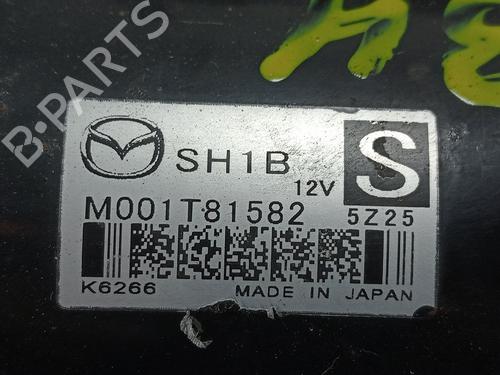 B-PARTS
SH1B
12V
S
M001T81582
5Z25
K6266
MADE IN JAPAN